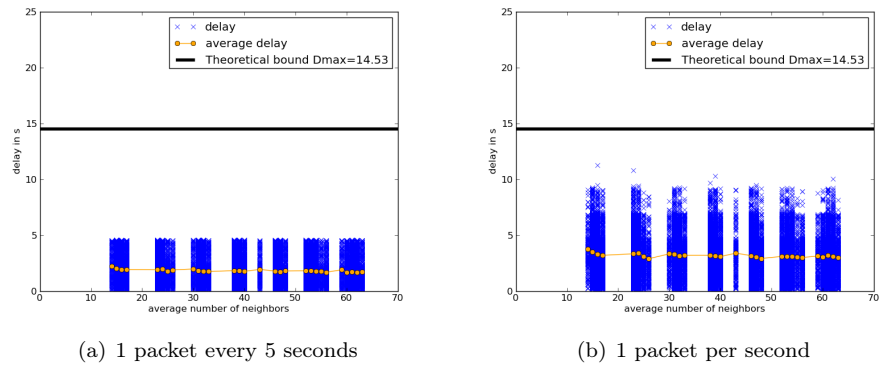 25
20
15
10
5
0
delay in s
delay
average delay
Theoretical bound Dmax=14.53
0 10 20 30 40 50 60 70
average number of neighbors
(a) 1 packet every 5 seconds
25
20
15
10
5
0
delay in s
delay
average delay
Theoretical bound Dmax=14.53
0 10 20 30 40 50 60 70
average number of neighbors
(b) 1 packet per second